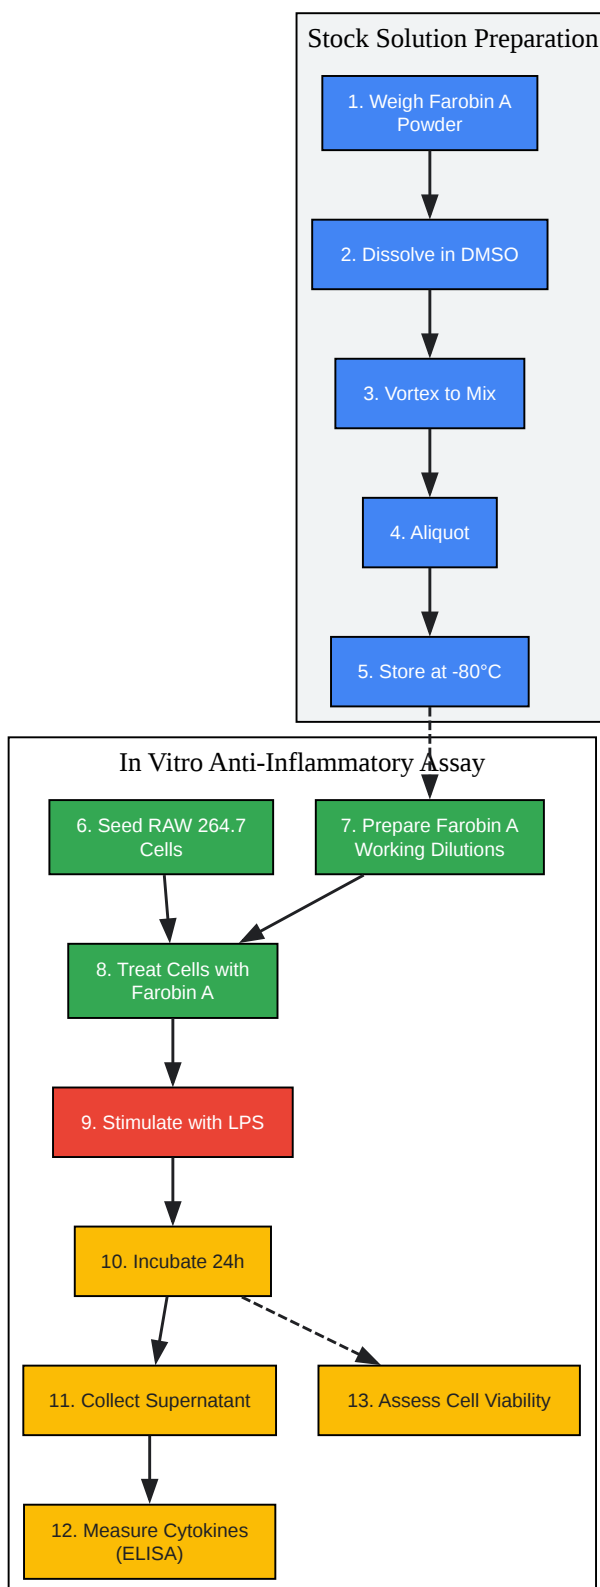 Stock Solution Preparation
1. Weigh Farobin A
Powder
2. Dissolve in DMSO
3. Vortex to Mix
4. Aliquot
5. Store at -80°C
In Vitro Anti-Inflammatory Assay
6. Seed RAW 264.7
Cells
7. Prepare Farobin A
Working Dilutions
8. Treat Cells with
Farobin A
9. Stimulate with LPS
10. Incubate 24h
11. Collect Supernatant
13. Assess Cell Viability
12. Measure Cytokines
(ELISA)